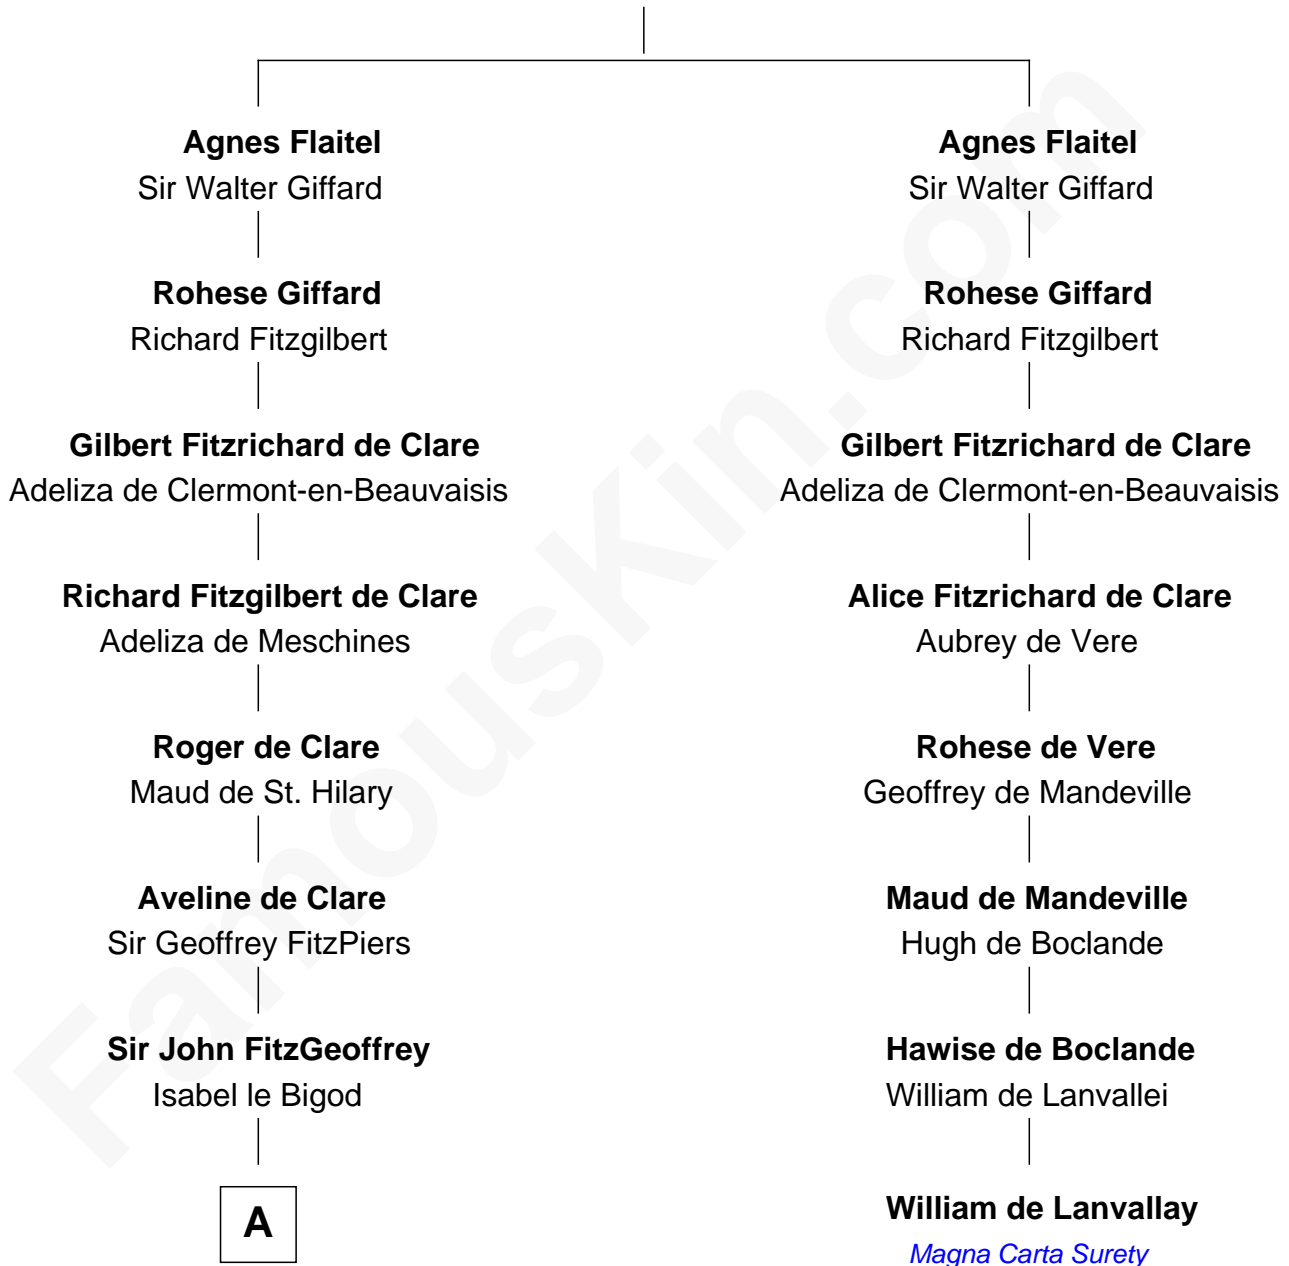 Agnes Flaitel
Sir Walter Giffard
Rohese Giffard
Richard Fitzgilbert
Gilbert Fitzrichard de Clare
Adeliza de Clermont-en-Beauvaisis
Richard Fitzgilbert de Clare
Adeliza de Meschines
Roger de Clare
Maud de St. Hilary
Aveline de Clare
Sir Geoffrey FitzPiers
Sir John FitzGeoffrey
Isabel le Bigod
A
Agnes Flaitel
Sir Walter Giffard
Rohese Giffard
Richard Fitzgilbert
Gilbert Fitzrichard de Clare
Adeliza de Clermont-en-Beauvaisis
Alice Fitzrichard de Clare
Aubrey de Vere
Rohese de Vere
Geoffrey de Mandeville
Maud de Mandeville
Hugh de Boclande
Hawise de Boclande
William de Lanvallei
William de Lanvallay
Magna Carta Surety
FamousKin.com